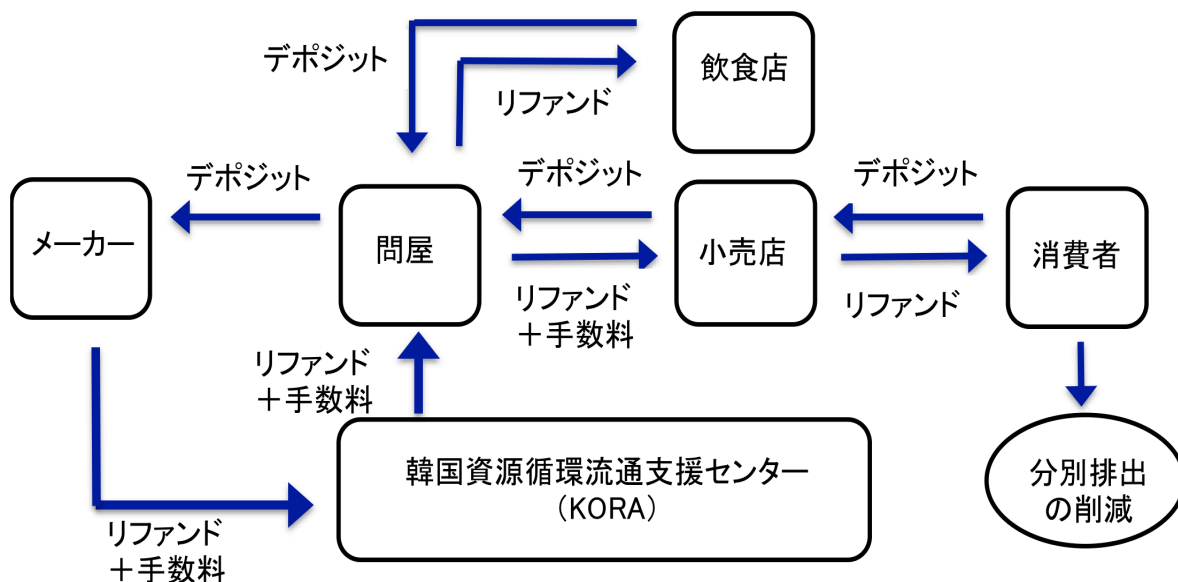 デポジット
飲食店
リファンド
デポジット
デポジット
デポジット
メーカー
問屋
小売店
消費者
リファンド
＋手数料
リファンド
リファンド
＋手数料
韓国資源循環流通支援センター
（KORA）
分別排出
の削減
リファンド
＋手数料